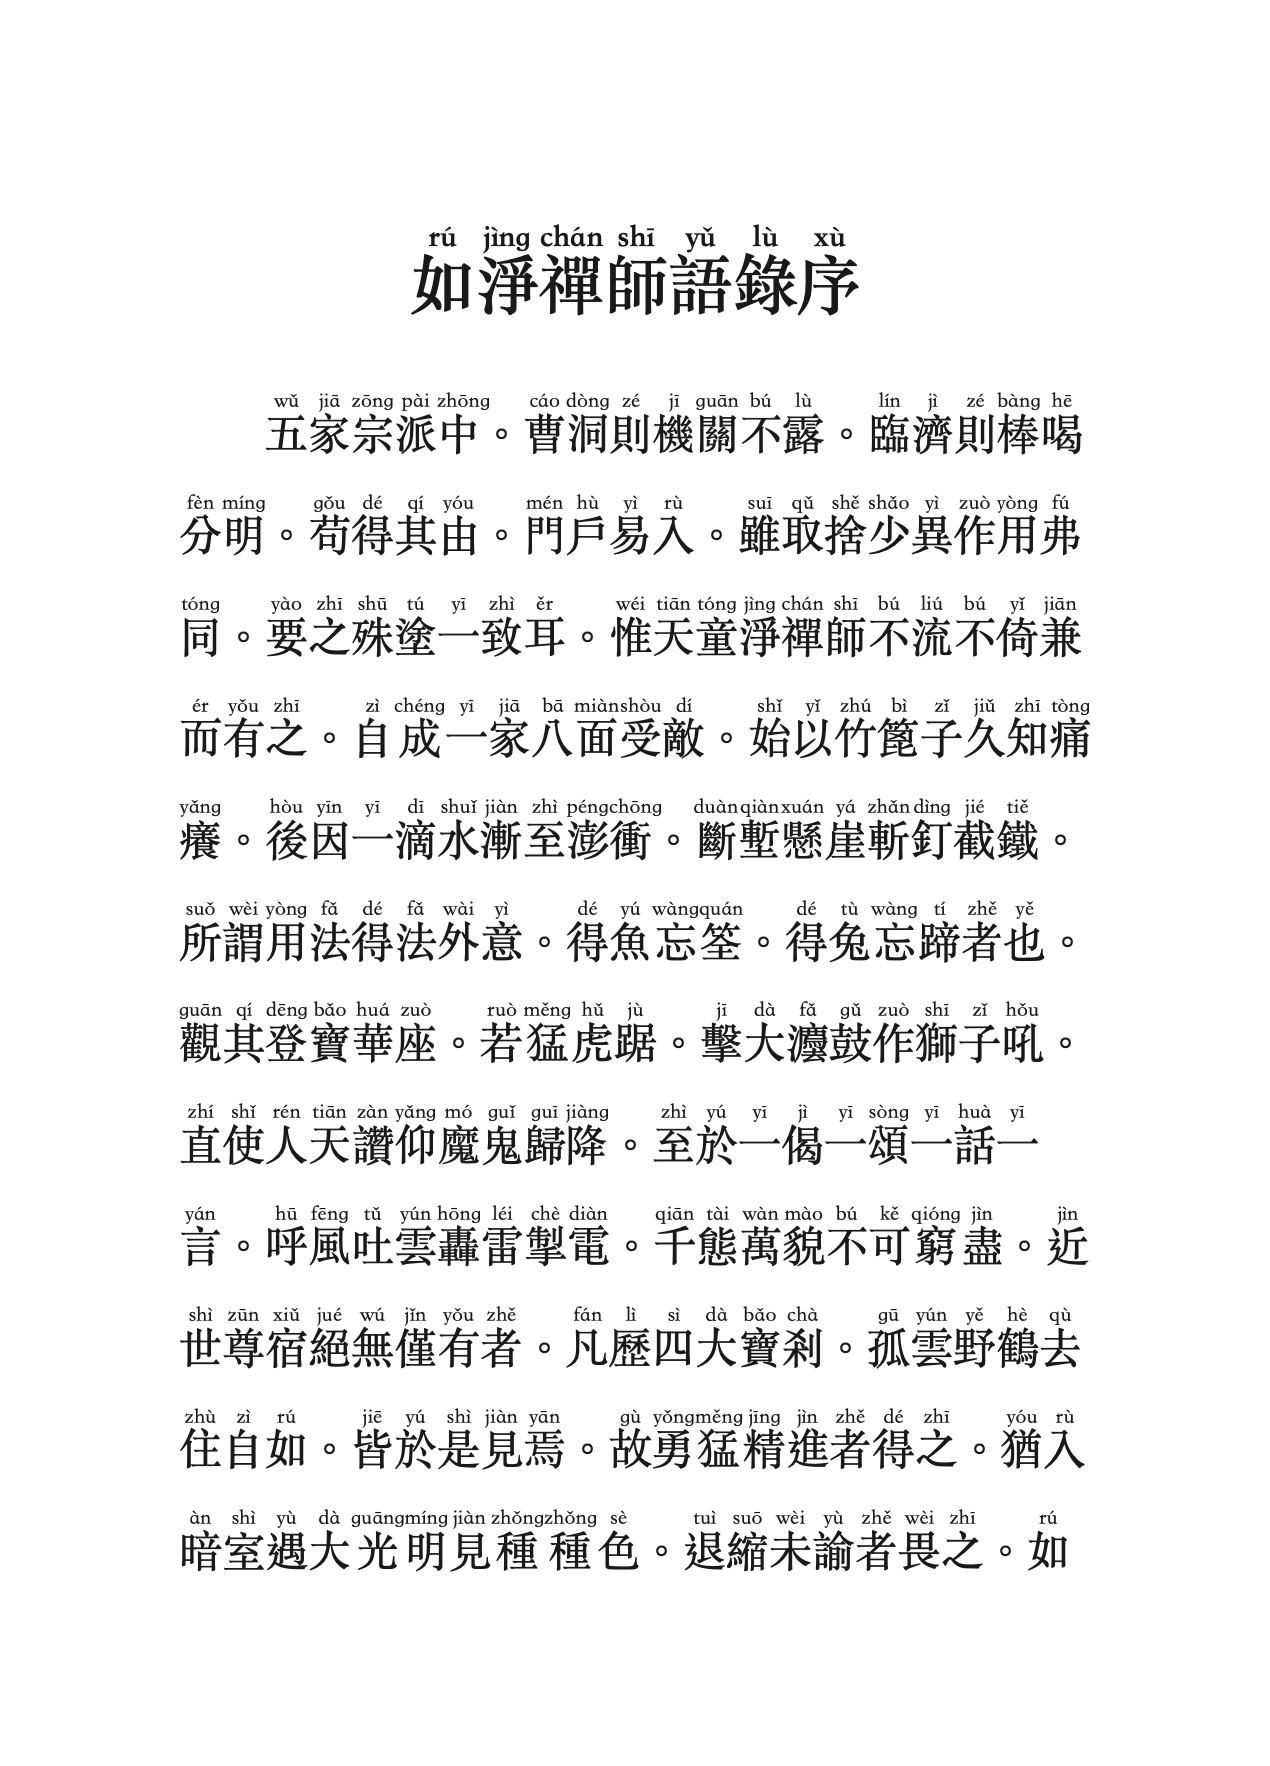 rú jìng chán shī yǔ lù xù
如淨禪師語錄序
wǔ jiā zōng pài zhōng cáo dòng zé jī guān bú lù lín jì zé bàng hē
五家宗派中。曹洞則機關不露。臨濟則棒喝
fèn míng gǒu dé qí yóu mén hù yì rù suī qǔ shě shǎo yì zuò yòng fú
分明。苟得其由。門戶易入。雖取捨少異作用弗
tóng yào zhī shū tú yī zhì ěr wéi tiān tóng jìng chán shī bú liú bú yǐ jiān
同。要之殊塗一致耳。惟天童淨禪師不流不倚兼
ér yǒu zhī zì chéng yī jiā bā miàn shòu dí shǐ yǐ zhú bì zǐ jiǔ zhī tòng
而有之。自成一家八面受敵。始以竹篦子久知痛
yǎng hòu yīn yī dī shuǐ jiàn zhì péng chōng duàn qiàn xuán yá zhǎn dìng jié tiě
癢。後因一滴水漸至澎衝。斷塹懸崖斬釘截鐵。
suǒ wèi yòng fǎ dé fǎ wài yì dé yú wàng quán dé tù wàng tí zhě yě
所謂用法得法外意。得魚忘筌。得兔忘蹄者也。
guān qí dēng bǎo huá zuò ruò měng hǔ jù jī dà fǎ gǔ zuò shī zǐ hǒu
觀其登寶華座。若猛虎踞。擊大灋鼓作獅子吼。
zhí shǐ rén tiān zàn yǎng mó guǐ guī jiàng zhì yú yī jì yī sòng yī huà yī
直使人天讚仰魔鬼歸降。至於一偈一頌一話一
yán hū fēng tǔ yún hōng léi chè diàn qiān tài wàn mào bú kě qióng jìn jìn
言。呼風吐雲轟雷掣電。千態萬貌不可窮盡。近
shì zūn xiǔ jué wú jǐn yǒu zhě fán lì sì dà bǎo chà gū yún yě hè qù
世尊宿絕無僅有者。凡歷四大寶剎。孤雲野鶴去
zhù zì rú jiē yú shì jiàn yān gù yǒng měng jīng jìn zhě dé zhī yóu rù
住自如。皆於是見焉。故勇猛精進者得之。猶入
àn shì yù dà guāng míng jiàn zhǒng zhǒng sè tuì suō wèi yù zhě wèi zhī rú
暗室遇大光明見種種色。退縮未諭者畏之。如